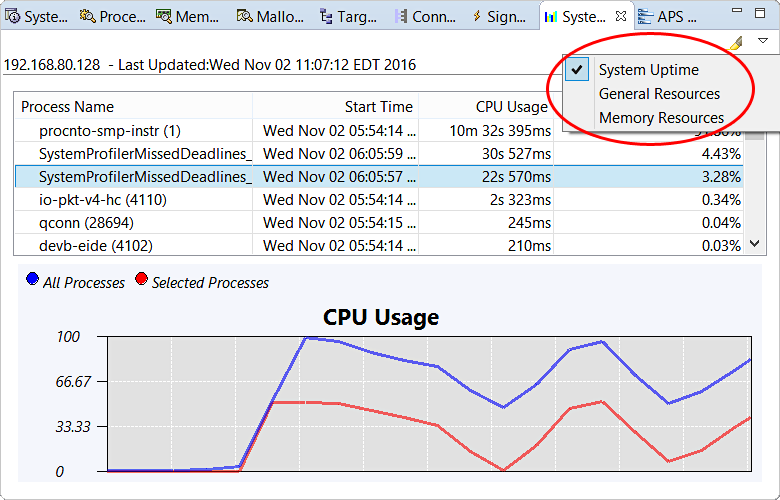 Syste... Proce... Mem... Mallo... Targ... Conn... Sign... Syste... APS ...
192.168.80.128 - Last Updated:Wed Nov 02 11:07:12 EDT 2016
System Uptime
General Resources
Memory Resources
Process Name Start Time CPU Usage
procnto-smp-instr (1) Wed Nov 02 05:54:14 ... 10m 32s 395ms
SystemProfilerMissedDeadlines_ Wed Nov 02 06:05:59 ... 30s 527ms 4.43%
SystemProfilerMissedDeadlines_ Wed Nov 02 06:05:57 ... 22s 570ms 3.28%
io-pkt-v4-hc (4110) Wed Nov 02 05:54:14 ... 2s 323ms 0.34%
qconn (28694) Wed Nov 02 05:54:15 ... 245ms 0.04%
devb-eide (4102) Wed Nov 02 05:54:14 ... 210ms 0.03%
All Processes Selected Processes
CPU Usage
100
66.67
33.33
0